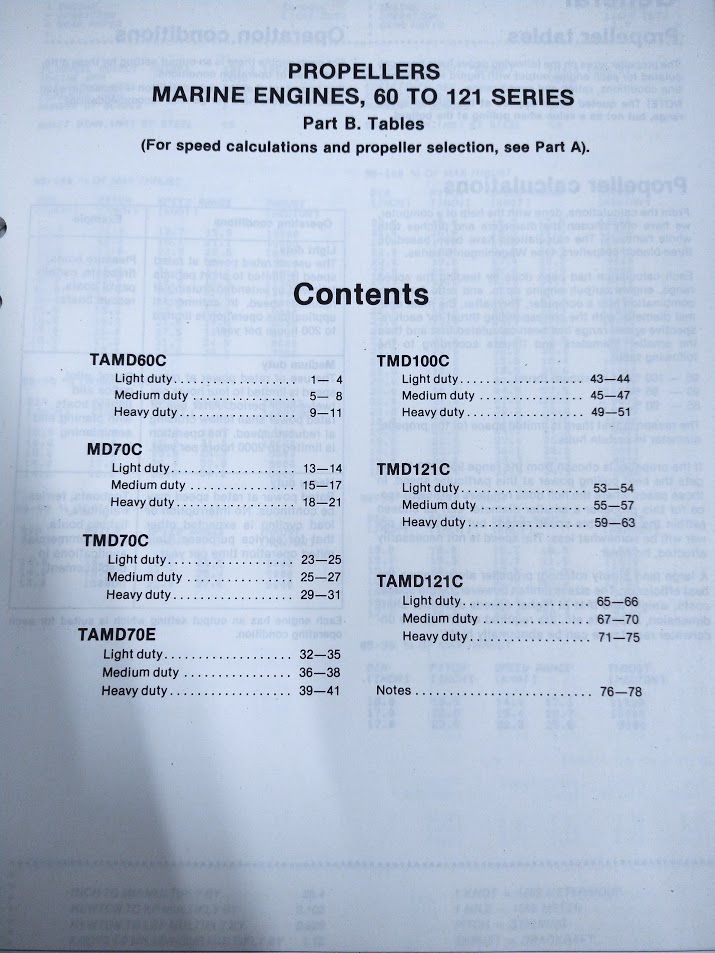 PROPELLERS
MARINE ENGINES, 60 TO 121 SERIES
Part B. Tables
(For speed calculations and propeller selection, see Part A).
Contents
TAMD60C
Light duty. . . . . . . . . . . . . . . . . 1— 4
Medium duty . . . . . . . . . . . . . . . 5— 8
Heavy duty. . . . . . . . . . . . . . . . . 9—11
MD70C
Light duty. . . . . . . . . . . . . . . . . 13—14
Medium duty . . . . . . . . . . . . . . . 15—17
Heavy duty. . . . . . . . . . . . . . . . . 18—21
TMD70C
Light duty. . . . . . . . . . . . . . . . . 23—25
Medium duty . . . . . . . . . . . . . . . 25—27
Heavy duty. . . . . . . . . . . . . . . . . 29—31
TAMD70E
Light duty. . . . . . . . . . . . . . . . . 32—35
Medium duty . . . . . . . . . . . . . . . 36—38
Heavy duty. . . . . . . . . . . . . . . . . 39—41
TMD100C
Light duty. . . . . . . . . . . . . . . . . 43—44
Medium duty . . . . . . . . . . . . . . . 45—47
Heavy duty. . . . . . . . . . . . . . . . . 49—51
TMD121C
Light duty. . . . . . . . . . . . . . . . . 53—54
Medium duty . . . . . . . . . . . . . . . 55—57
Heavy duty. . . . . . . . . . . . . . . . . 59—63
TAMD121C
Light duty. . . . . . . . . . . . . . . . . 65—66
Medium duty . . . . . . . . . . . . . . . 67—70
Heavy duty. . . . . . . . . . . . . . . . . 71—75
Notes . . . . . . . . . . . . . . . . . . . . . . . . 76—78